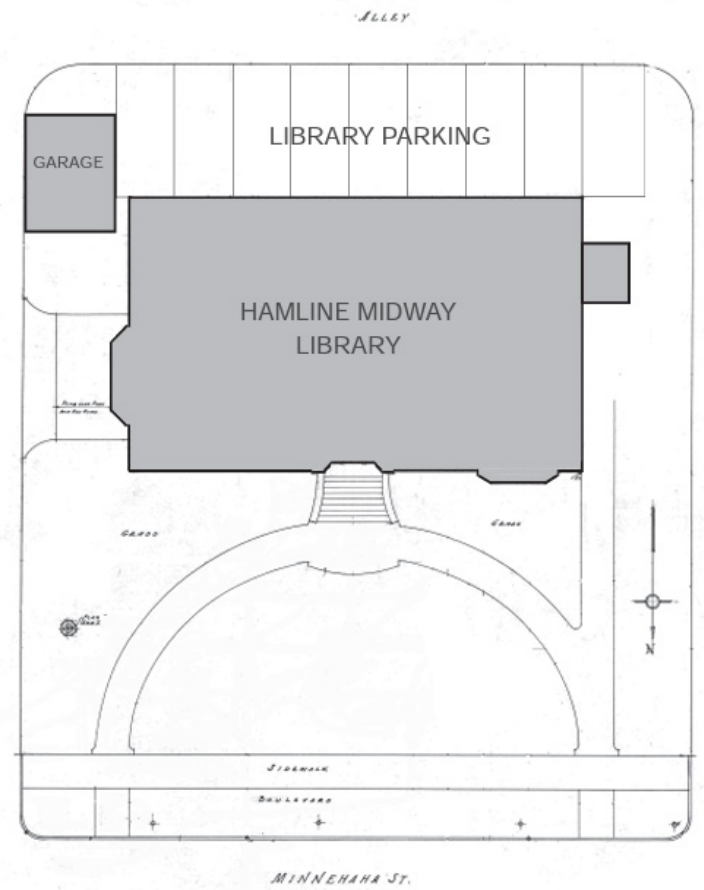 ALLEY
LIBRARY PARKING
GARAGE
HAMLINE MIDWAY
LIBRARY
GRASS
GRASS
N
SIDEWALK
BOULEVARD
MINNEHAHA ST.